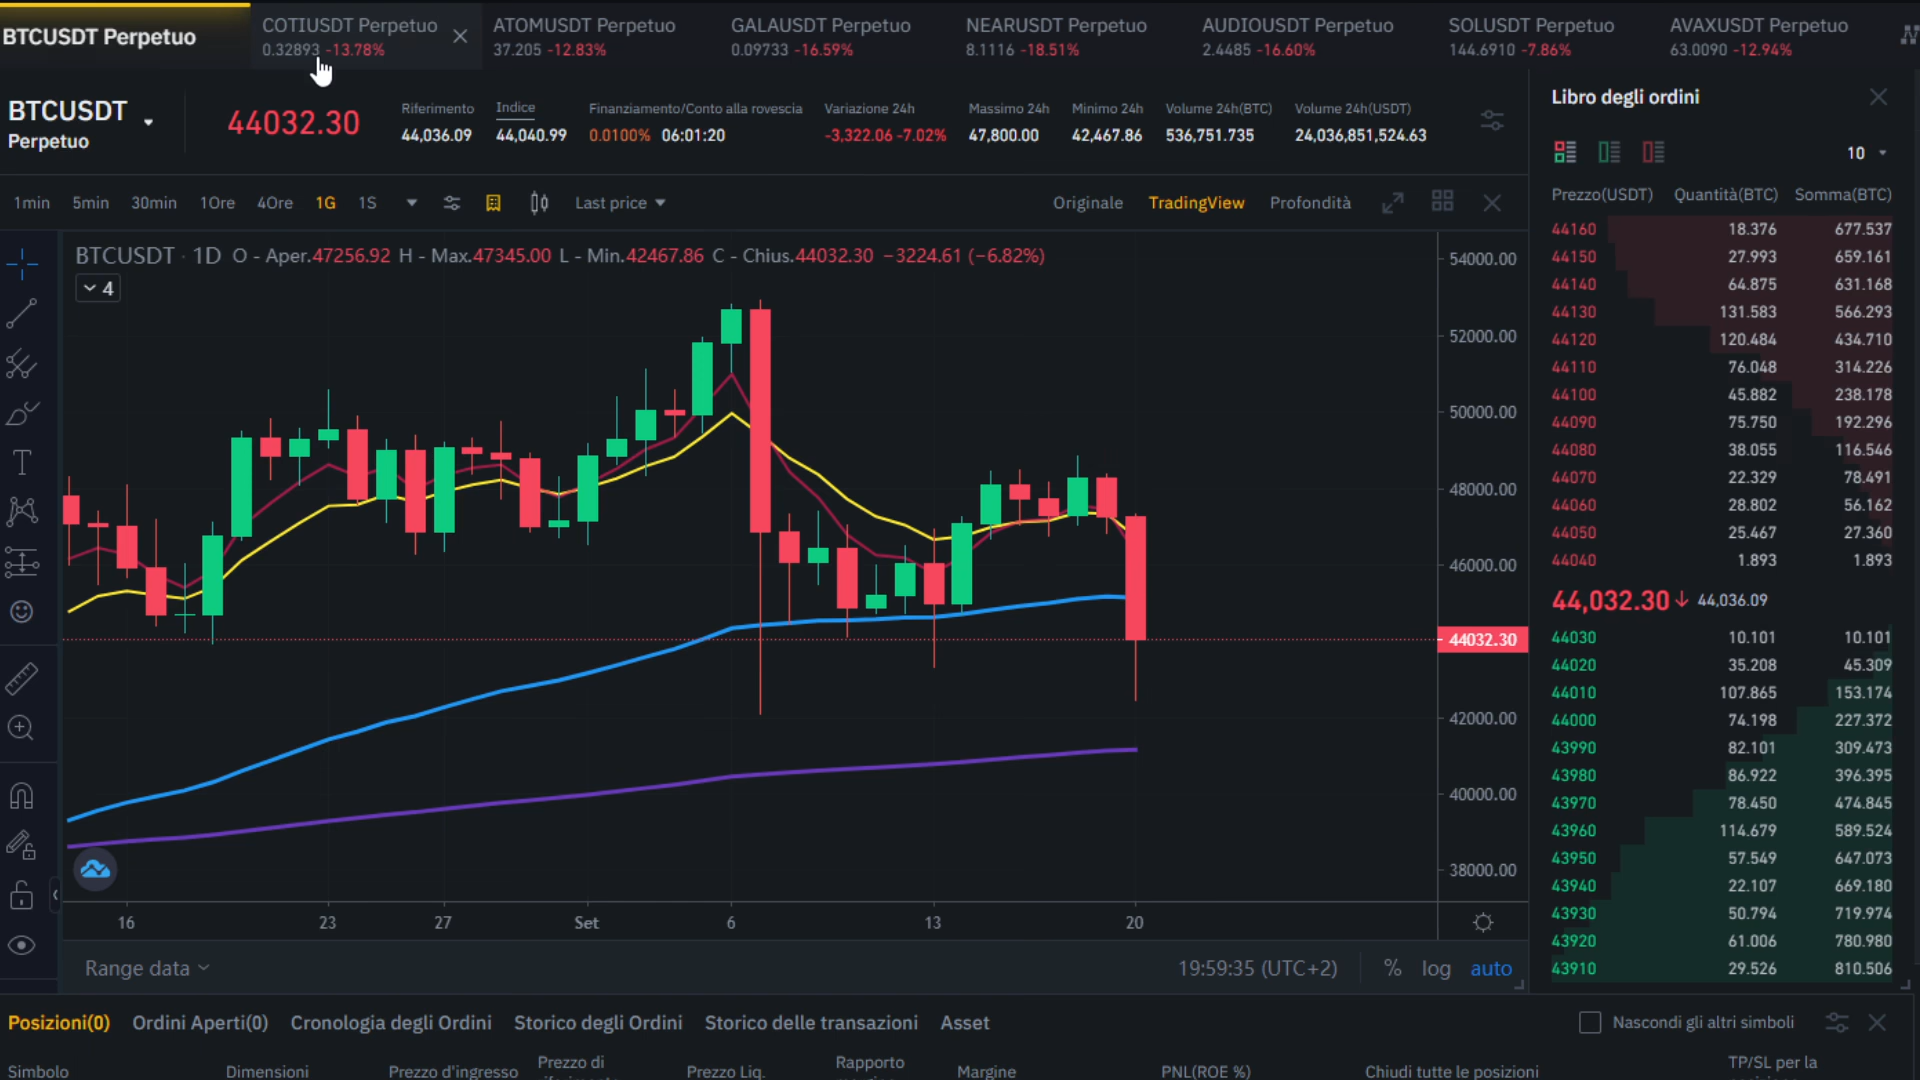 BTCUSDT Perpetuo
COTIUSDT Perpetuo
0.32893 -13.78%
ATOMUSDT Perpetuo
37.205 -12.83%
GALAUSDT Perpetuo
0.09733 -16.59%
NEARUSDT Perpetuo
8.1116 -18.51%
AUDIOUSDT Perpetuo
2.4485 -16.60%
SOLUSDT Perpetuo
144.6910 -7.86%
AVAXUSDT Perpetuo
63.0090 -12.94%
BTCUSDT
Perpetuo
44032.30
Riferimento
44,036.09
Indice
44,040.99
Finanziamento/Conto alla rovescia
0.0100% 06:01:20
Variazione 24h
-3,322.06 -7.02%
Massimo 24h
47,800.00
Minimo 24h
42,467.86
Volume 24h(BTC)
536,751.735
Volume 24h(USDT)
24,036,851,524.63
1min 5min 30min 1Ore 4Ore 1G 1S Last price Originale TradingView Profondità
BTCUSDT · 1D O - Aper.47256.92 H - Max.47345.00 L - Min.42467.86 C - Chius.44032.30 −3224.61 (−6.82%)
4
54000.00
52000.00
50000.00
48000.00
46000.00
44032.30
42000.00
40000.00
38000.00
16 23 27 Set 6 13 20
Range data 19:59:35 (UTC+2) % log auto
Libro degli ordini
10
Prezzo(USDT) Quantità(BTC) Somma(BTC)
44160 18.376 677.537
44150 27.993 659.161
44140 64.875 631.168
44130 131.583 566.293
44120 120.484 434.710
44110 76.048 314.226
44100 45.882 238.178
44090 75.750 192.296
44080 38.055 116.546
44070 22.329 78.491
44060 28.802 56.162
44050 25.467 27.360
44040 1.893 1.893
44,032.30 44,036.09
44030 10.101 10.101
44020 35.208 45.309
44010 107.865 153.174
44000 74.198 227.372
43990 82.101 309.473
43980 86.922 396.395
43970 78.450 474.845
43960 114.679 589.524
43950 57.549 647.073
43940 22.107 669.180
43930 50.794 719.974
43920 61.006 780.980
43910 29.526 810.506
Posizioni(0) Ordini Aperti(0) Cronologia degli Ordini Storico degli Ordini Storico delle transazioni Asset Nascondi gli altri simboli
Simbolo Dimensioni Prezzo d'ingresso Prezzo di Prezzo Liq. Rapporto Margine PNL(ROE %) Chiudi tutte le posizioni TP/SL per la